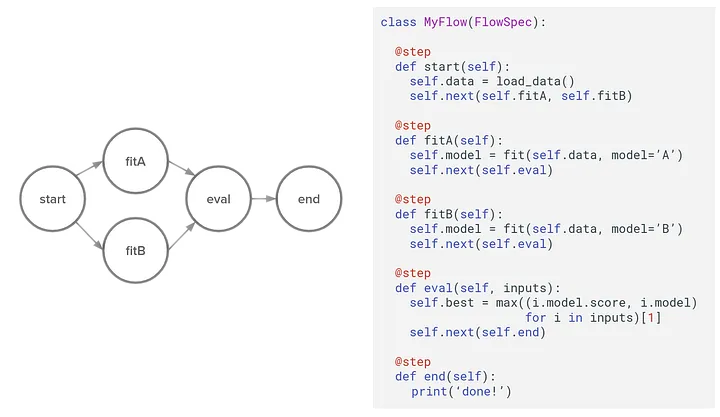 start
fitA
fitB
eval
end
class MyFlow(FlowSpec):
@step
def start(self):
self.data = load_data()
self.next(self.fitA, self.fitB)
@step
def fitA(self):
self.model = fit(self.data, model=’A’)
self.next(self.eval)
@step
def fitB(self):
self.model = fit(self.data, model=’B’)
self.next(self.eval)
@step
def eval(self, inputs):
self.best = max((i.model.score, i.model)
for i in inputs)[1]
self.next(self.end)
@step
def end(self):
print(‘done!’)